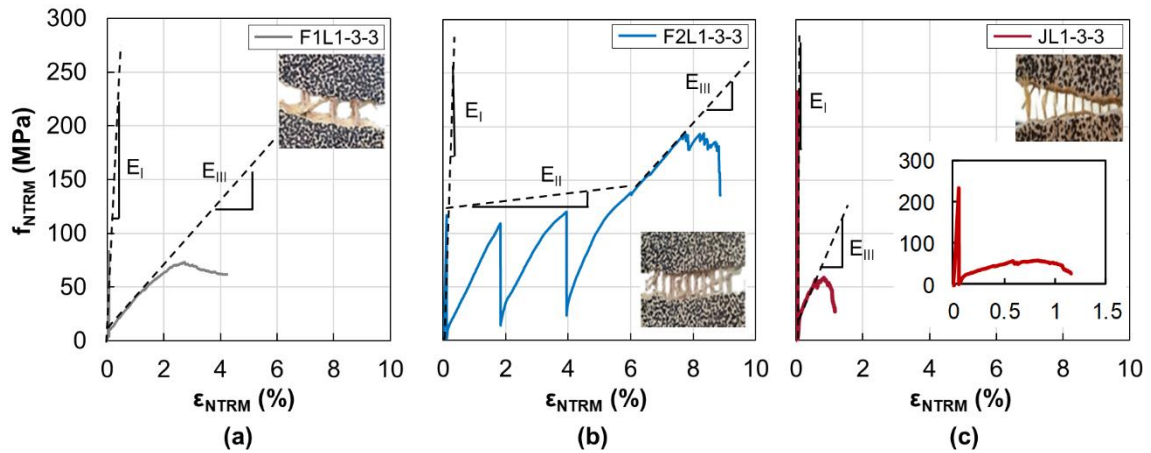 300
250
200
150
100
50
0
f_NTRM (MPa)
F1L1-3-3
E_I
E_III
0 2 4 6 8 10
ε_NTRM (%)
(a)
F2L1-3-3
E_I
E_II
E_III
0 2 4 6 8 10
ε_NTRM (%)
(b)
JL1-3-3
E_I
E_III
300
200
100
0
0 0.5 1 1.5
0 2 4 6 8 10
ε_NTRM (%)
(c)